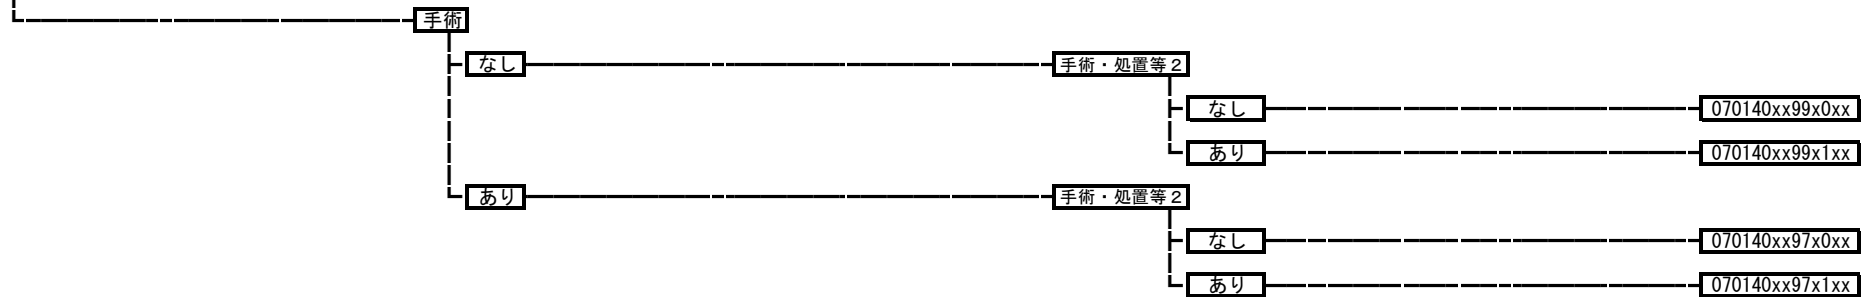 手術
なし 手術・処置等２
なし 070140xx99x0xx
あり 070140xx99x1xx
あり 手術・処置等２
なし 070140xx97x0xx
あり 070140xx97x1xx